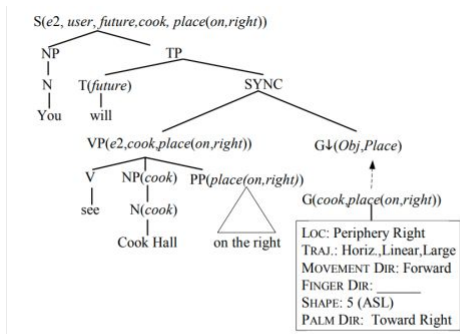 S(e2, user, future,cook, place(on,right))
NP TP
N T(future) SYNC
You will
VP(e2,cook,place(on,right)) G↓(Obj,Place)
V NP(cook) PP(place(on,right))
see N(cook) G(cook,place(on,right))
Cook Hall on the right
LOC: Periphery Right
TRAJ.: Horiz.,Linear,Large
MOVEMENT DIR: Forward
FINGER DIR: ______
SHAPE: 5 (ASL)
PALM DIR: Toward Right